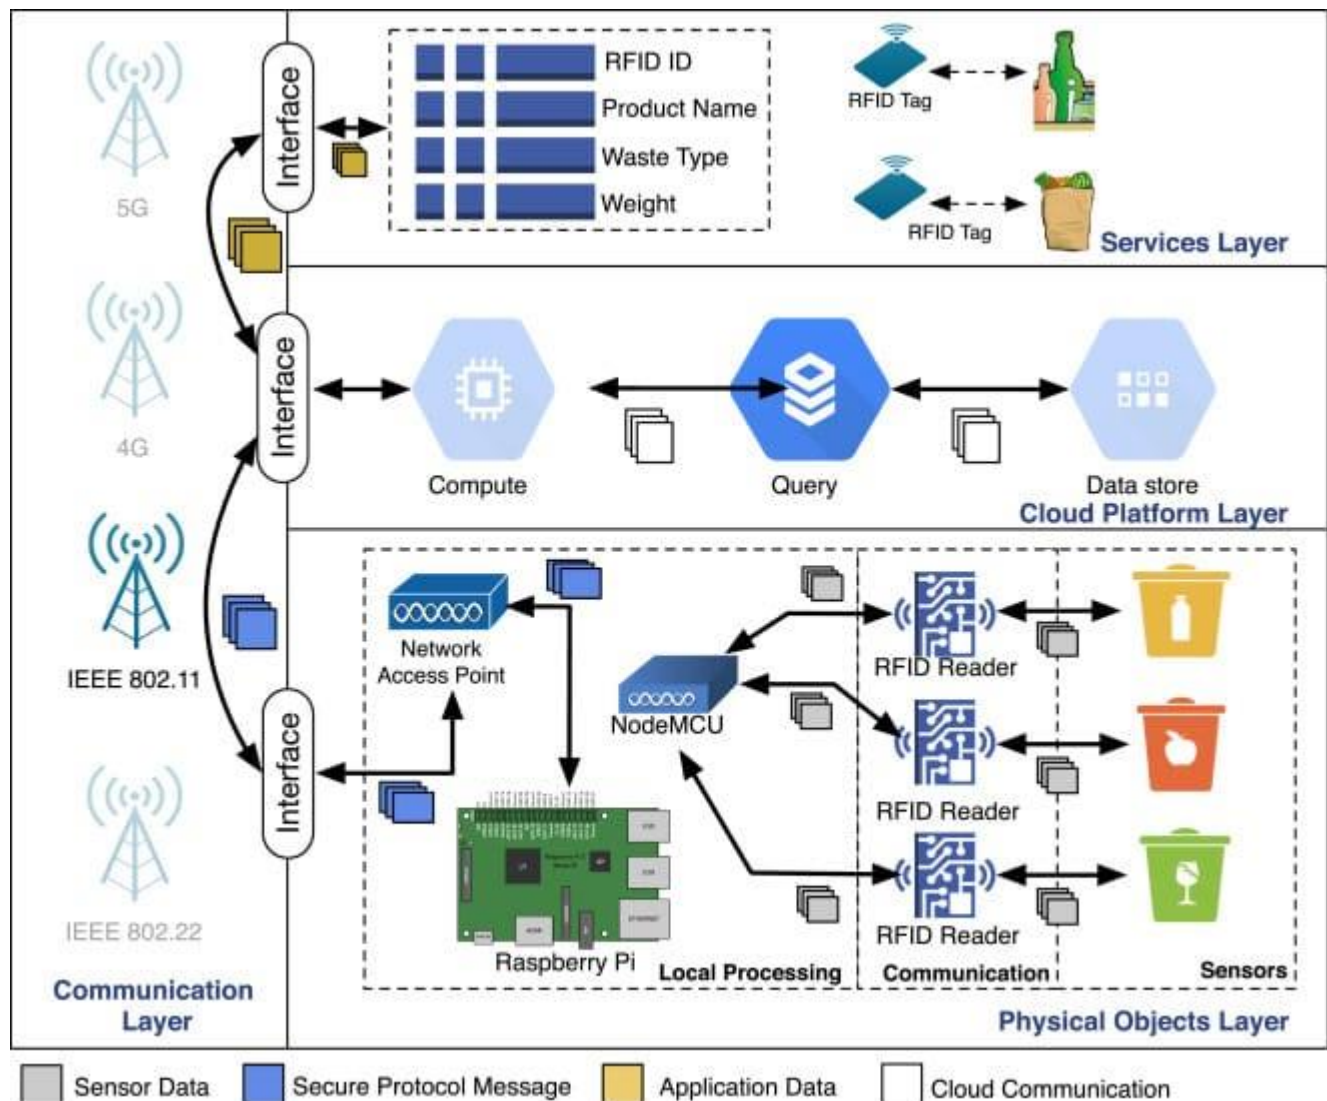 5G
4G
IEEE 802.11
IEEE 802.22
Communication
Layer
Interface
Interface
Interface
RFID ID
Product Name
Waste Type
Weight
RFID Tag
RFID Tag
Services Layer
Compute
Query
Data store
Cloud Platform Layer
Network
Access Point
NodeMCU
Raspberry Pi
RFID Reader
RFID Reader
RFID Reader
Local Processing
Communication
Sensors
Physical Objects Layer
Sensor Data
Secure Protocol Message
Application Data
Cloud Communication